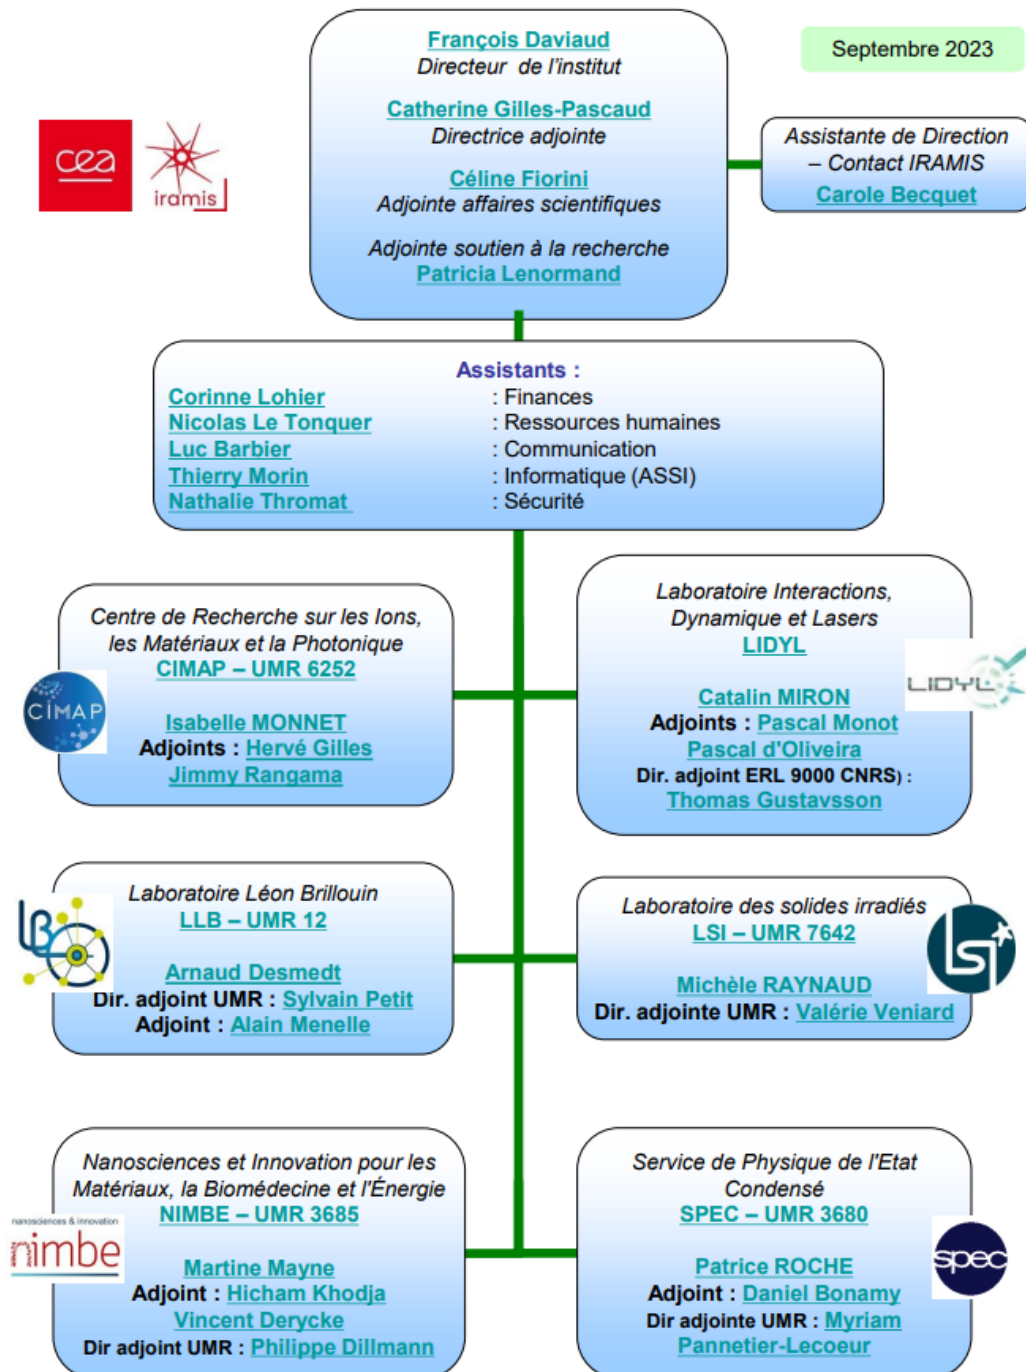 François Daviaud
Directeur de l'institut
Catherine Gilles-Pascaud
Directrice adjointe
Céline Fiorini
Adjointe affaires scientifiques
Adjointe soutien à la recherche
Patricia Lenormand
Septembre 2023
cea
iramis
Assistante de Direction
– Contact IRAMIS
Carole Becquet
Assistants :
Corinne Lohier : Finances
Nicolas Le Tonquer : Ressources humaines
Luc Barbier : Communication
Thierry Morin : Informatique (ASSI)
Nathalie Thromat : Sécurité
Centre de Recherche sur les Ions,
les Matériaux et la Photonique
CIMAP – UMR 6252
CIMAP
Isabelle MONNET
Adjoints : Hervé Gilles
Jimmy Rangama
Laboratoire Interactions,
Dynamique et Lasers
LIDYL
LIDYL
Catalin MIRON
Adjoints : Pascal Monot
Pascal d'Oliveira
Dir. adjoint ERL 9000 CNRS) :
Thomas Gustavsson
Laboratoire Léon Brillouin
LLB – UMR 12
LLB
Arnaud Desmedt
Dir. adjoint UMR : Sylvain Petit
Adjoint : Alain Menelle
Laboratoire des solides irradiés
LSI – UMR 7642
LSI
Michèle RAYNAUD
Dir. adjointe UMR : Valérie Veniard
Nanosciences et Innovation pour les
Matériaux, la Biomédecine et l'Énergie
NIMBE – UMR 3685
nanosciences & innovation
nimbe
Martine Mayne
Adjoint : Hicham Khodja
Vincent Derycke
Dir adjoint UMR : Philippe Dillmann
Service de Physique de l'Etat
Condensé
SPEC – UMR 3680
spec
Patrice ROCHE
Adjoint : Daniel Bonamy
Dir adjointe UMR : Myriam
Pannetier-Lecoeur